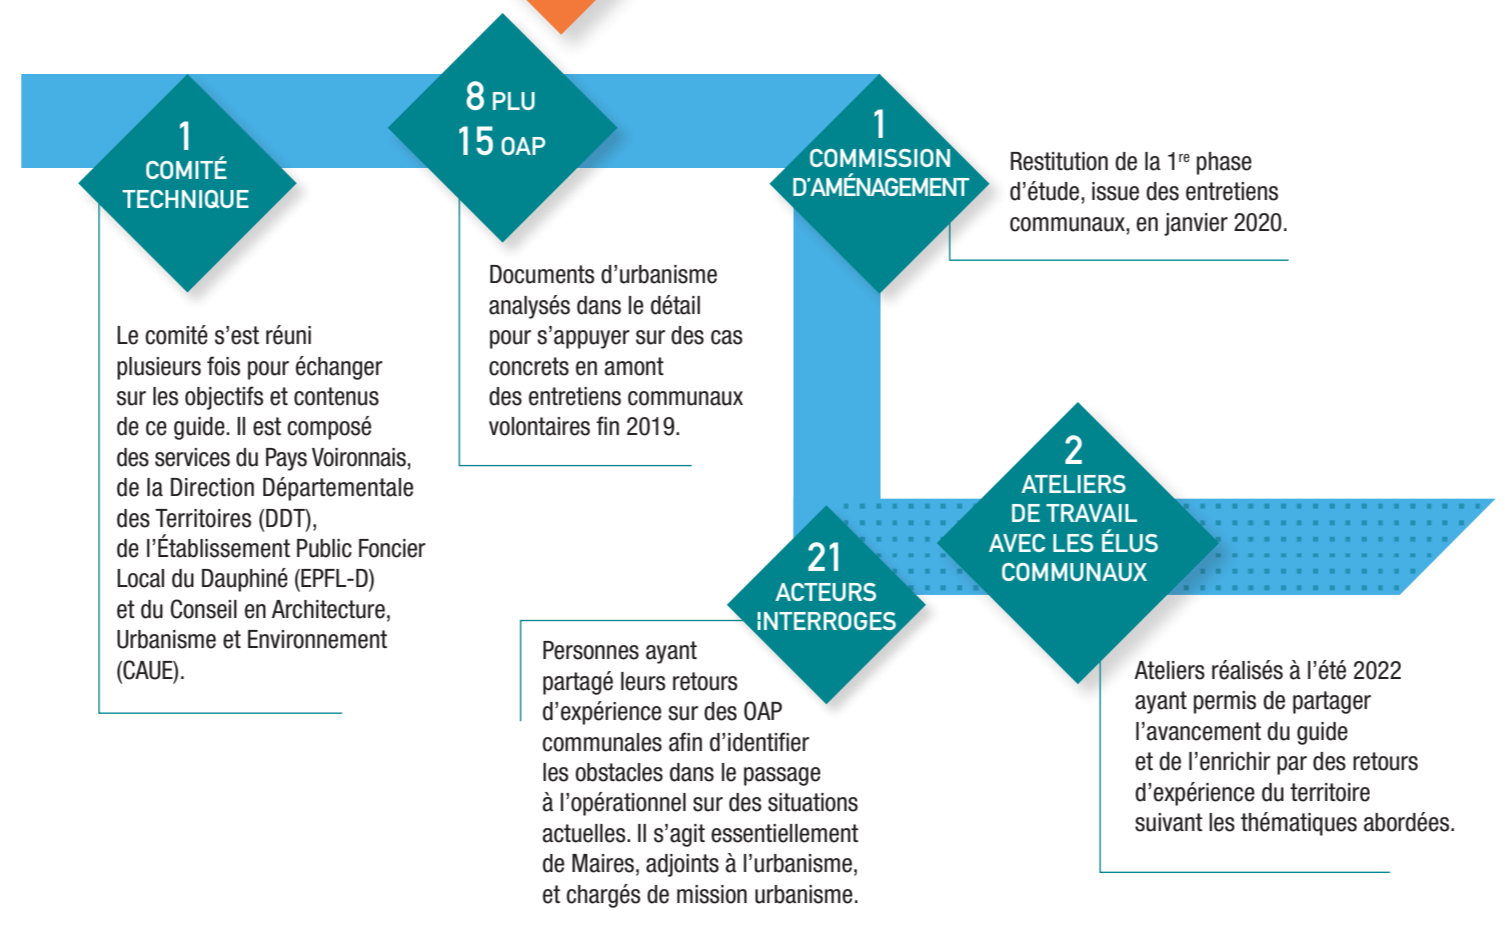 1
COMITÉ
TECHNIQUE
Le comité s’est réuni
plusieurs fois pour échanger
sur les objectifs et contenus
de ce guide. Il est composé
des services du Pays Voironnais,
de la Direction Départementale
des Territoires (DDT),
de l’Établissement Public Foncier
Local du Dauphiné (EPFL-D)
et du Conseil en Architecture,
Urbanisme et Environnement
(CAUE).
8 PLU
15 OAP
Documents d’urbanisme
analysés dans le détail
pour s’appuyer sur des cas
concrets en amont
des entretiens communaux
volontaires fin 2019.
1
COMMISSION
D’AMÉNAGEMENT
Restitution de la 1re phase
d’étude, issue des entretiens
communaux, en janvier 2020.
21
ACTEURS
INTERROGES
Personnes ayant
partagé leurs retours
d’expérience sur des OAP
communales afin d’identifier
les obstacles dans le passage
à l’opérationnel sur des situations
actuelles. Il s’agit essentiellement
de Maires, adjoints à l’urbanisme,
et chargés de mission urbanisme.
2
ATELIERS
DE TRAVAIL
AVEC LES ÉLUS
COMMUNAUX
Ateliers réalisés à l’été 2022
ayant permis de partager
l’avancement du guide
et de l’enrichir par des retours
d’expérience du territoire
suivant les thématiques abordées.